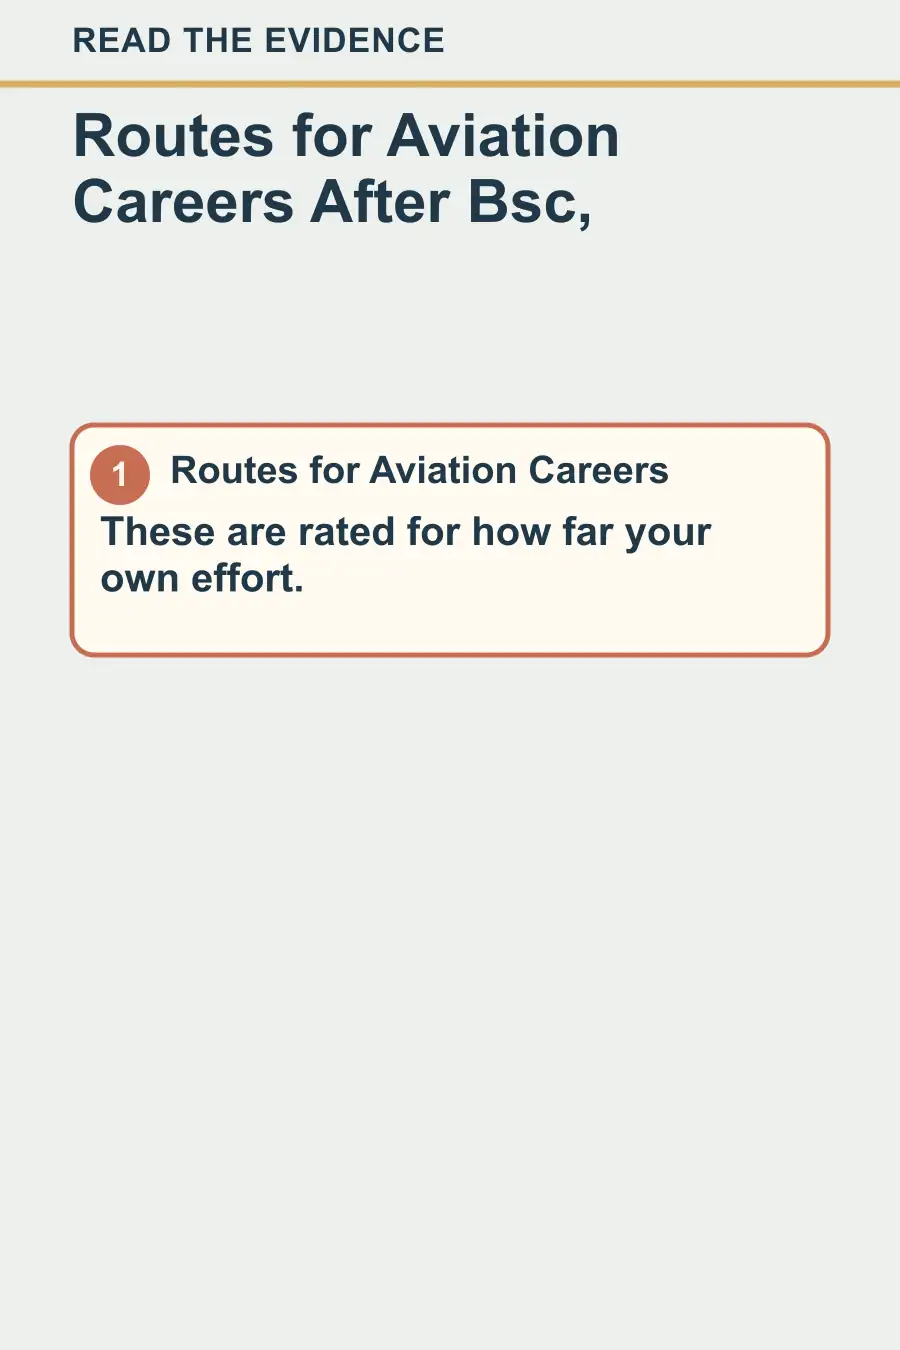 READ THE EVIDENCE
Routes for Aviation
Careers After Bsc,
1 Routes for Aviation Careers
These are rated for how far your
own effort.